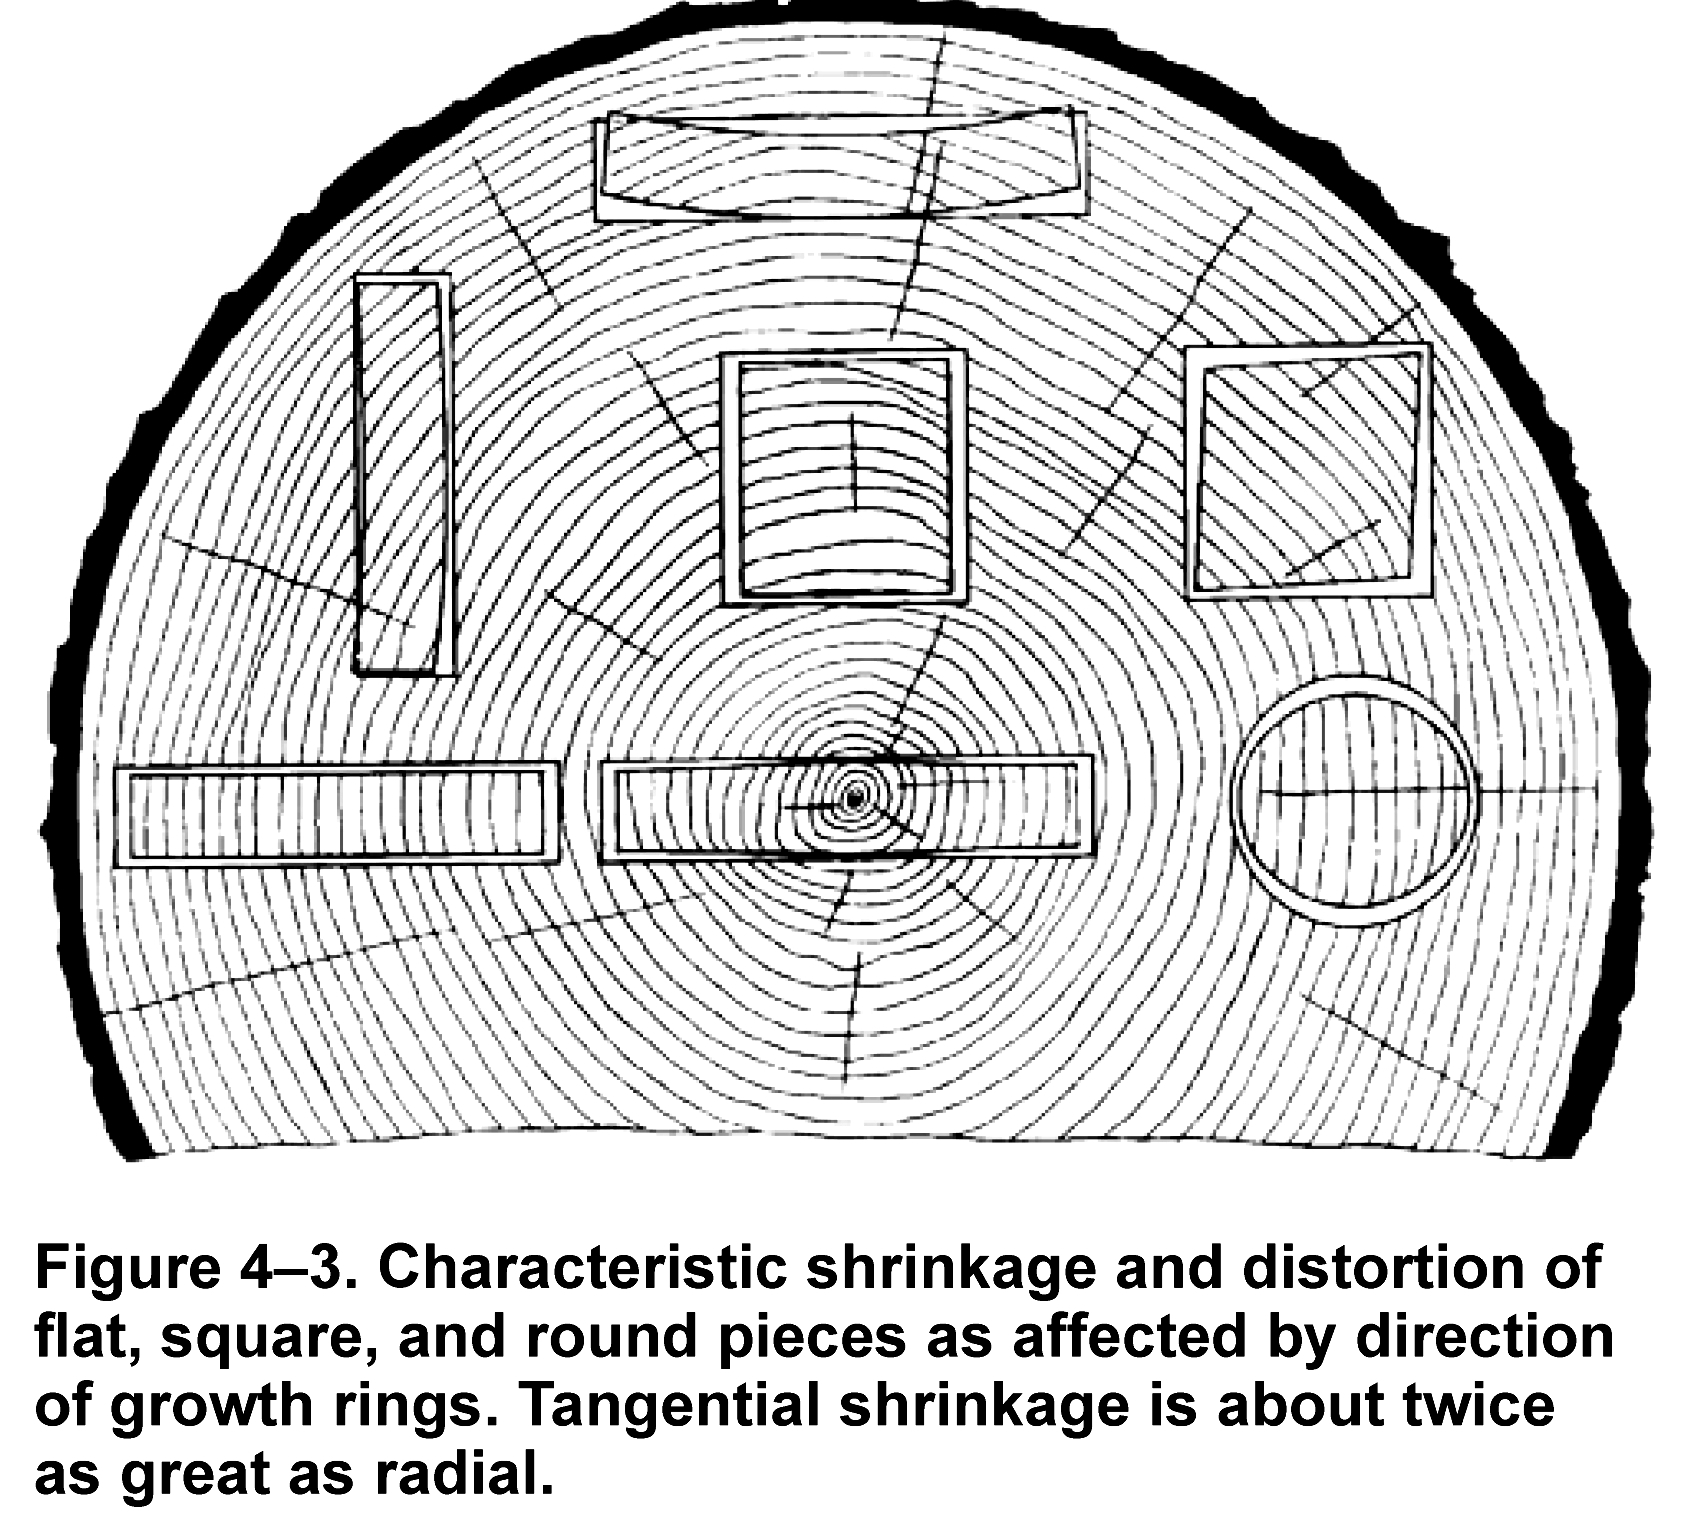 Figure 4–3. Characteristic shrinkage and distortion of
flat, square, and round pieces as affected by direction
of growth rings. Tangential shrinkage is about twice
as great as radial.